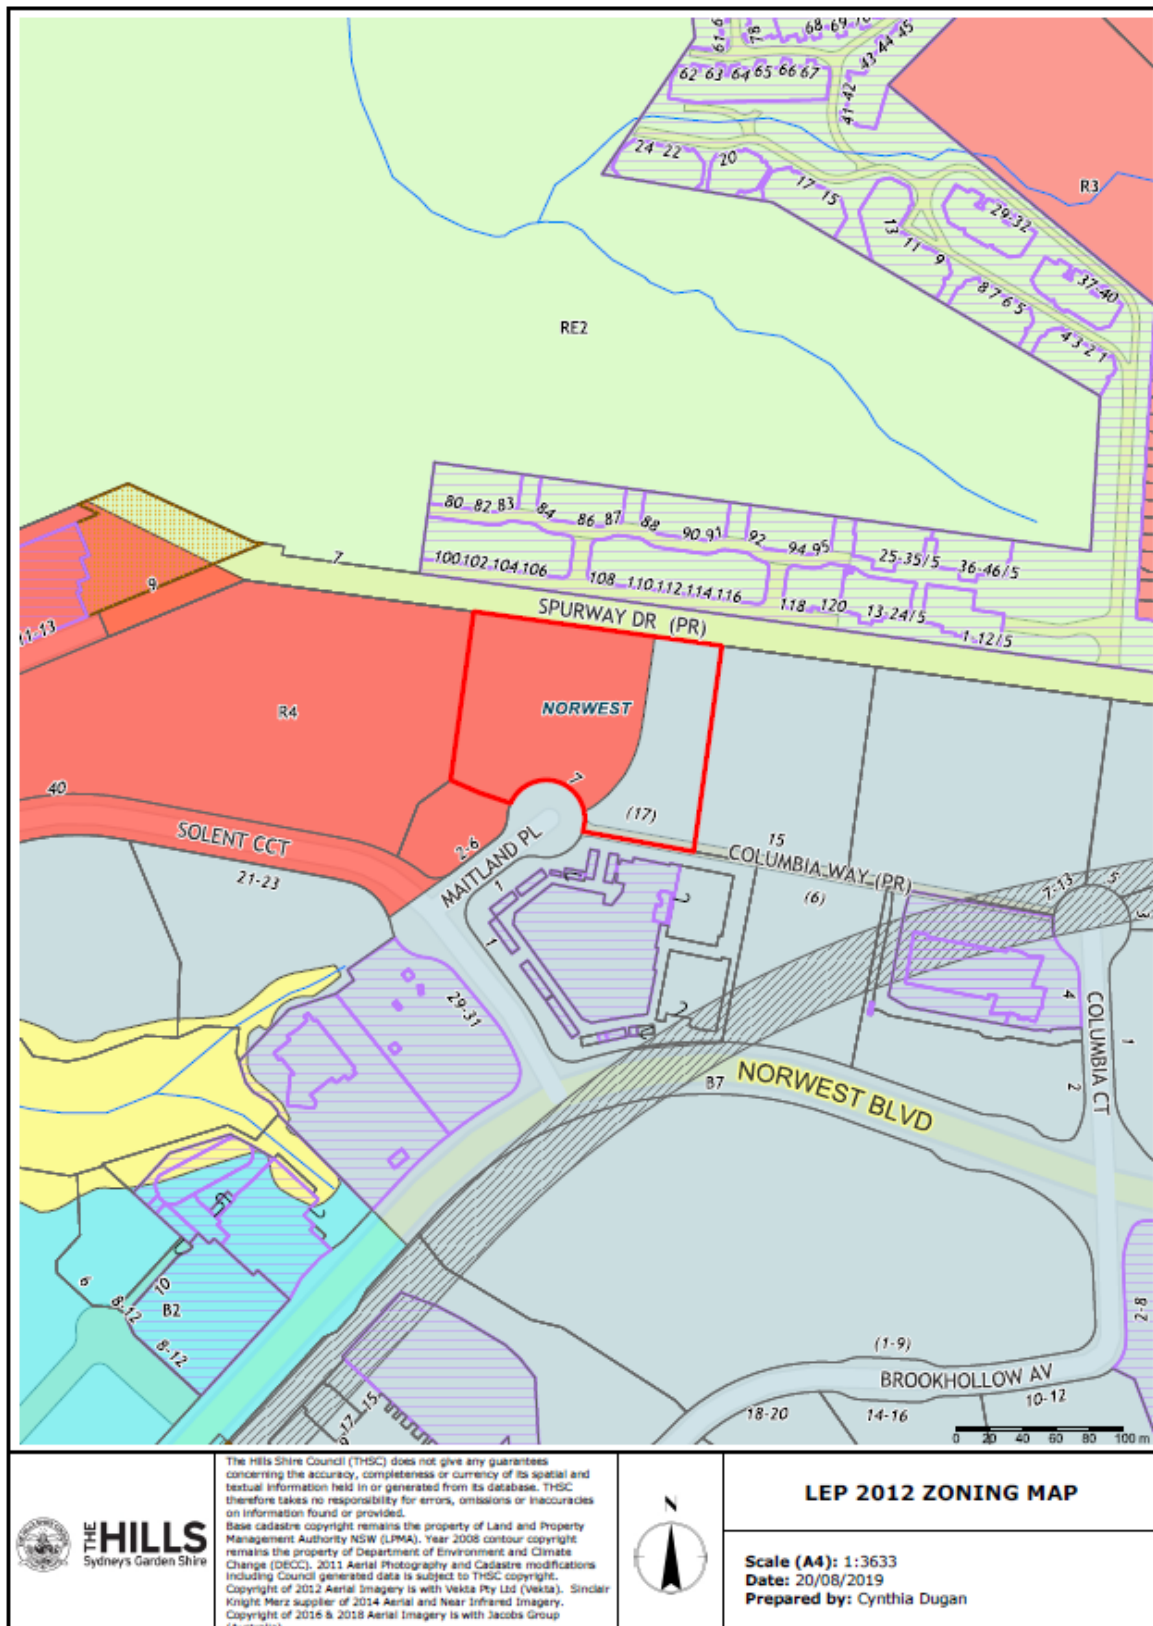 61-6
78
68 69 70
43 44 45
62 63 64 65 66 67
41-42
24 22
20
17 15
R3
29-32
13 11 9
37-40
8 7 6 5
4 3 2 1
RE2
80 82 83
84
86 87
88
90 91
92
94 95
25-35/5
36-46/5
7
100 102 104 106
108 110 112 114 116
118 120
13-24/5
1-12/5
9
11-13
SPURWAY DR (PR)
R4
NORWEST
7
40
(17)
SOLENT CCT
2-6
MAITLAND PL
15
COLUMBIA WAY (PR)
21-23
1
2
(6)
7-13
5
3
1
29-31
2
4
COLUMBIA CT
1
2
B7
NORWEST BLVD
2
6
10
8-12
B2
8-12
2-8
(1-9)
BROOKHOLLOW AV
15
17
18-20
14-16
10-12
0 20 40 60 80 100 m
THE HILLS
Sydney's Garden Shire
The Hills Shire Council (THSC) does not give any guarantees
concerning the accuracy, completeness or currency of its spatial and
textual information held in or generated from its database. THSC
therefore takes no responsibility for errors, omissions or inaccuracies
on information found or provided.
Base cadastre copyright remains the property of Land and Property
Management Authority NSW (LPMA). Year 2008 contour copyright
remains the property of Department of Environment and Climate
Change (DECC). 2011 Aerial Photography and Cadastre modifications
including Council generated data is subject to THSC copyright.
Copyright of 2012 Aerial Imagery is with Vekta Pty Ltd (Vekta). Sinclair
Knight Merz supplier of 2014 Aerial and Near Infrared Imagery.
Copyright of 2016 & 2018 Aerial Imagery is with Jacobs Group
N
LEP 2012 ZONING MAP
Scale (A4): 1:3633
Date: 20/08/2019
Prepared by: Cynthia Dugan